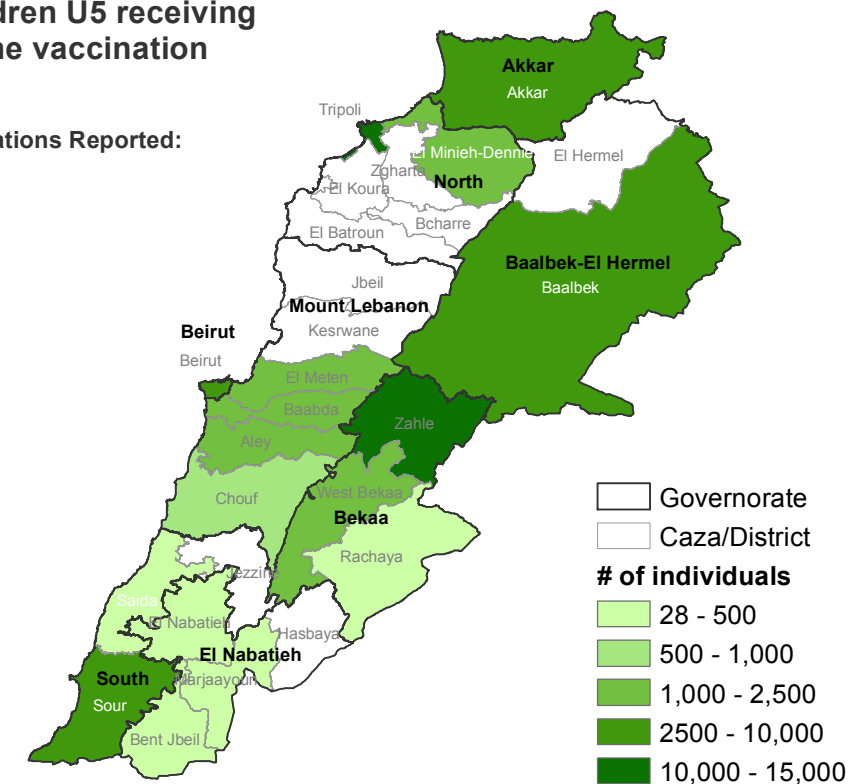 dren U5 receiving
ne vaccination
ations Reported:
Akkar
Akkar
Tripoli
El Minieh-Dennie
El Hermel
Zgharta
North
El Koura
Bcharre
El Batroun
Baalbek-El Hermel
Baalbek
Jbeil
Mount Lebanon
Kesrwane
Beirut
Beirut
El Meten
Baabda
Zahle
Aley
Chouf
West Bekaa
Bekaa
Rachaya
Jezzine
Saida
El Nabatieh
Hasbaya
El Nabatieh
South
Marjaayoun
Sour
Bent Jbeil
Governorate
Caza/District
# of individuals
28 - 500
500 - 1,000
1,000 - 2,500
2500 - 10,000
10,000 - 15,000